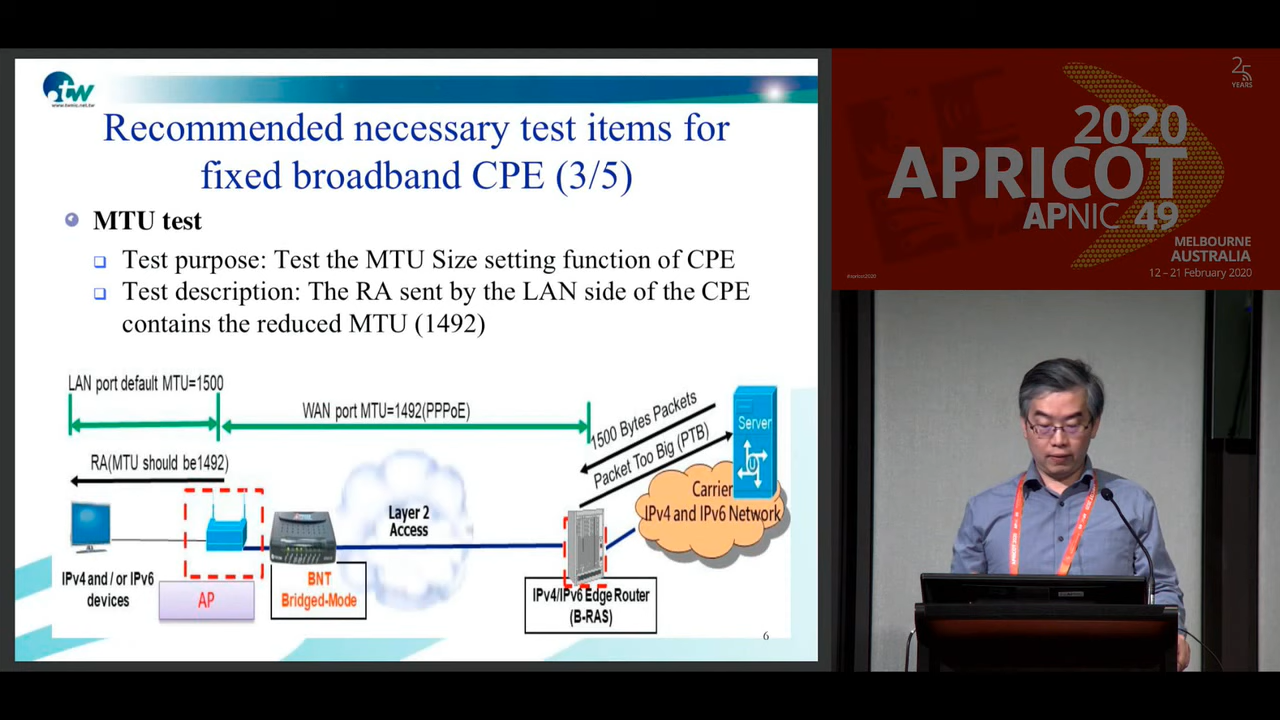 tw
www.twnic.net.tw
Recommended necessary test items for
fixed broadband CPE (3/5)
MTU test
Test purpose: Test the MTU Size setting function of CPE
Test description: The RA sent by the LAN side of the CPE
contains the reduced MTU (1492)
LAN port default MTU=1500
WAN port MTU=1492(PPPoE)
1500 Bytes Packets
Packet Too Big (PTB)
Server
RA(MTU should be1492)
Layer 2
Access
Carrier
IPv4 and IPv6 Network
IPv4 and / or IPv6
devices
AP
BNT
Bridged-Mode
IPv4/IPv6 Edge Router
(B-RAS)
6
25
YEARS
2020
APRICOT
APNIC 49
MELBOURNE
AUSTRALIA
12 – 21 February 2020